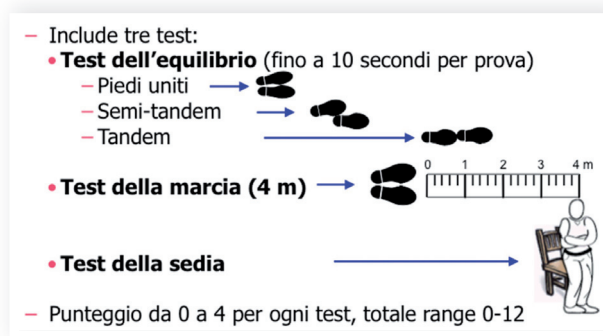 – Include tre test:
• Test dell'equilibrio (fino a 10 secondi per prova)
– Piedi uniti
– Semi-tandem
– Tandem
0 1 2 3 4 m
• Test della marcia (4 m)
• Test della sedia
– Punteggio da 0 a 4 per ogni test, totale range 0-12